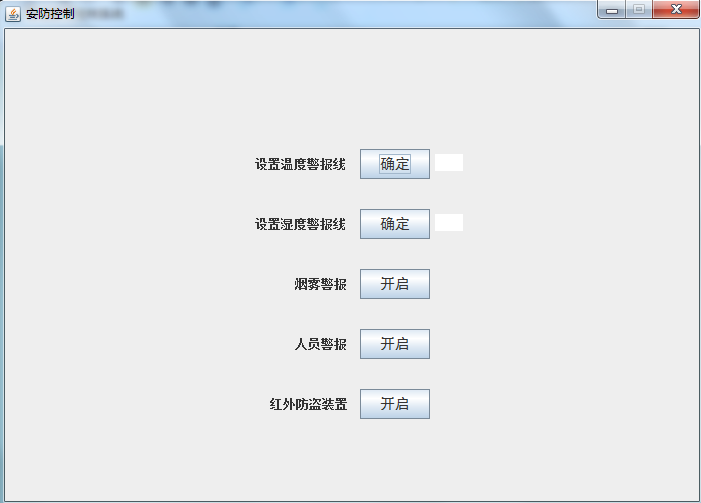 安防控制
设置温度警报线 确定
设置湿度警报线 确定
烟雾警报 开启
人员警报 开启
红外防盗装置 开启